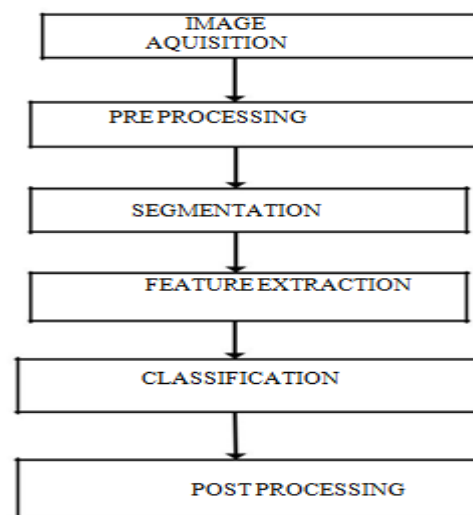 IMAGE
AQUISITION
PRE PROCESSING
SEGMENTATION
FEATURE EXTRACTION
CLASSIFICATION
POST PROCESSING